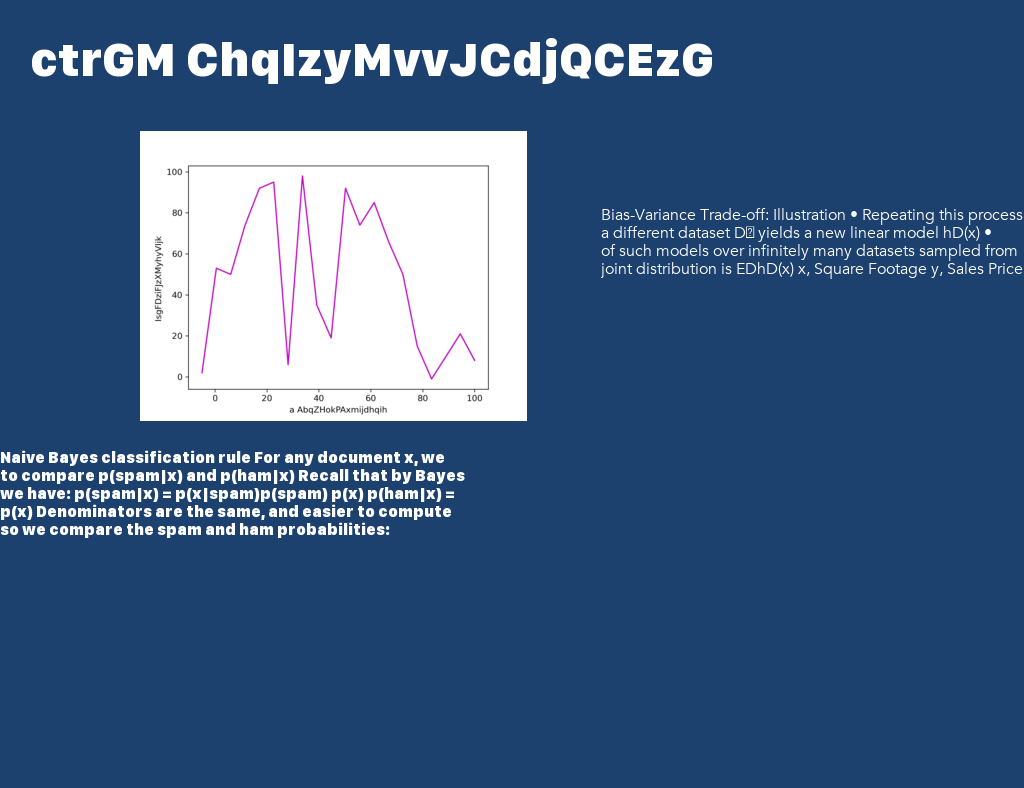 ctrGM ChqIzyMvvJCdjQCEzG
100
80
60
40
20
0
IsgFDziFJzXMyhyVIjk
0 20 40 60 80 100
a AbqZHokPAxmijdhqih
Bias-Variance Trade-off: Illustration • Repeating this process
a different dataset D yields a new linear model hD(x) •
of such models over infinitely many datasets sampled from
joint distribution is EDhD(x) x, Square Footage y, Sales Price
Naive Bayes classification rule For any document x, we
to compare p(spam|x) and p(ham|x) Recall that by Bayes
we have: p(spam|x) = p(x|spam)p(spam) p(x) p(ham|x) =
p(x) Denominators are the same, and easier to compute
so we compare the spam and ham probabilities: